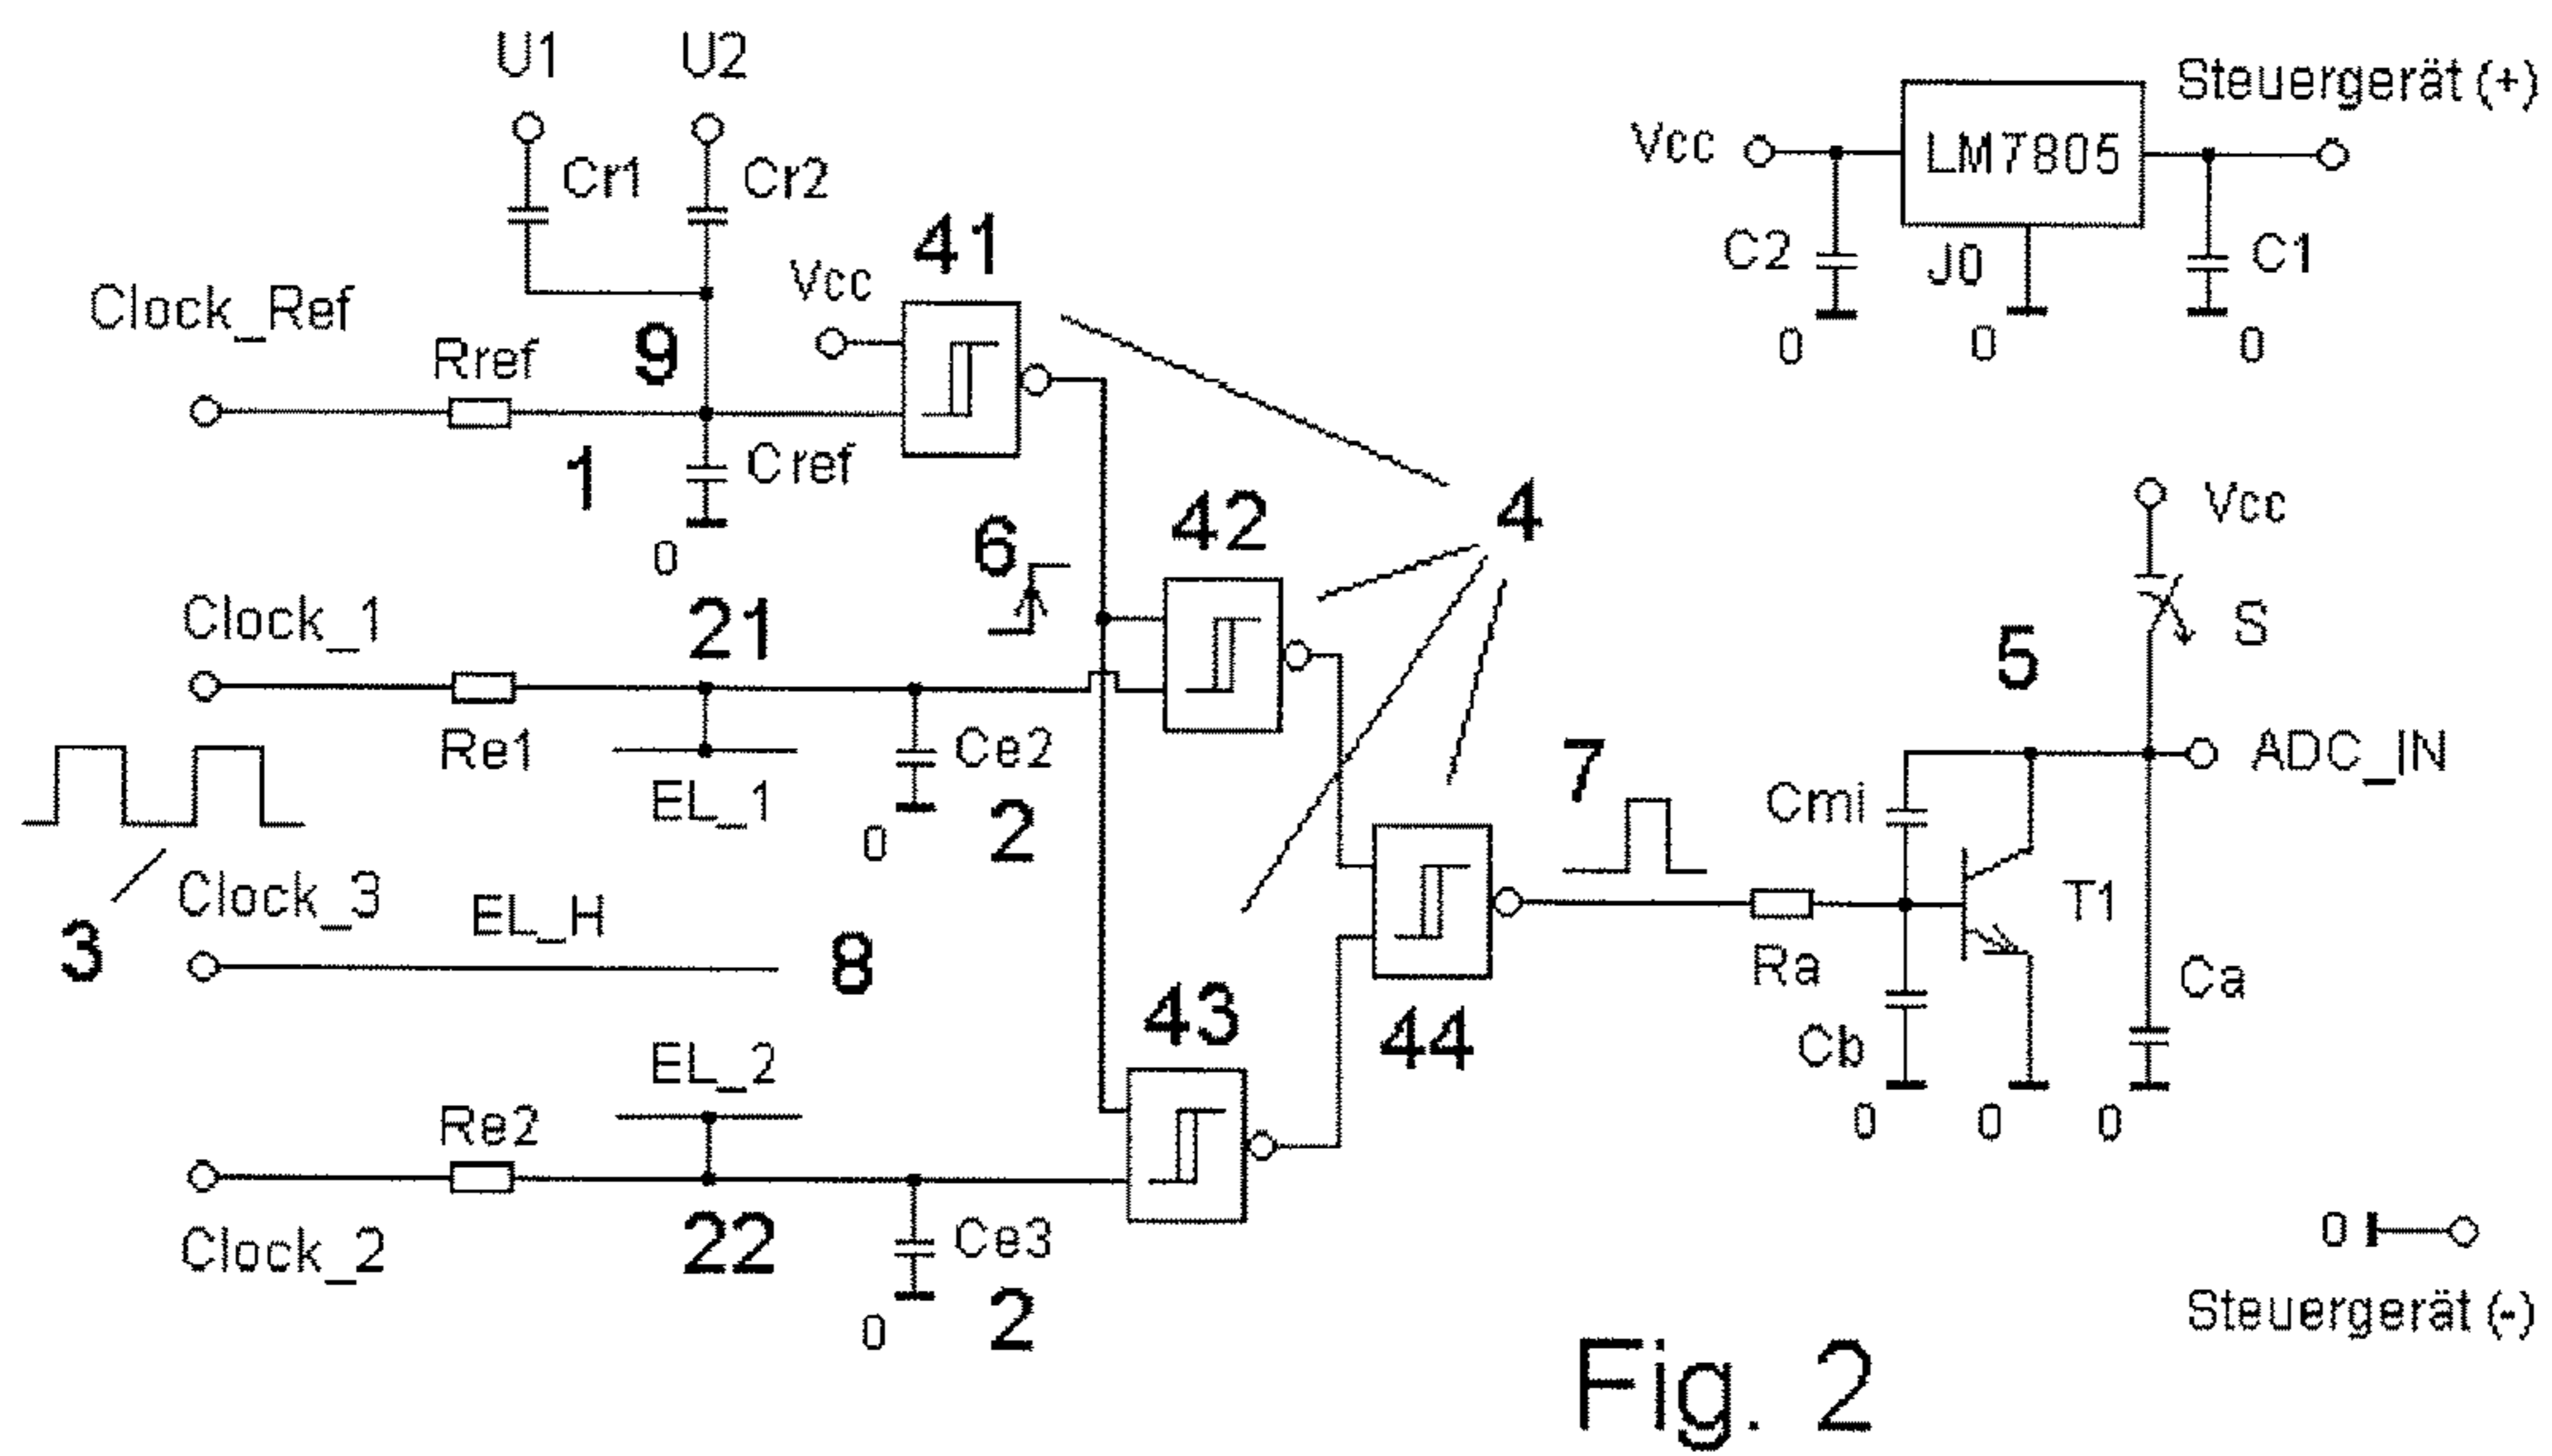 U1 U2
Steuergerät (+)
Cr1 Cr2
Vcc LM7805
41
Vcc
C2 J0 C1
Clock_Ref
0 0 0
Rref 9
1 Cref
4
Vcc
42
6
0
S
Clock_1 21
5
Re1 Ce2 7 ADC_IN
EL_1 Cmi
0 2
Clock_3 EL_H T1
3 8 Ra Ca
43 44 Cb
EL_2
Re2 0 0 0
Clock_2 22 Ce3 0
0 2 Steuergerät (-)
Fig. 2